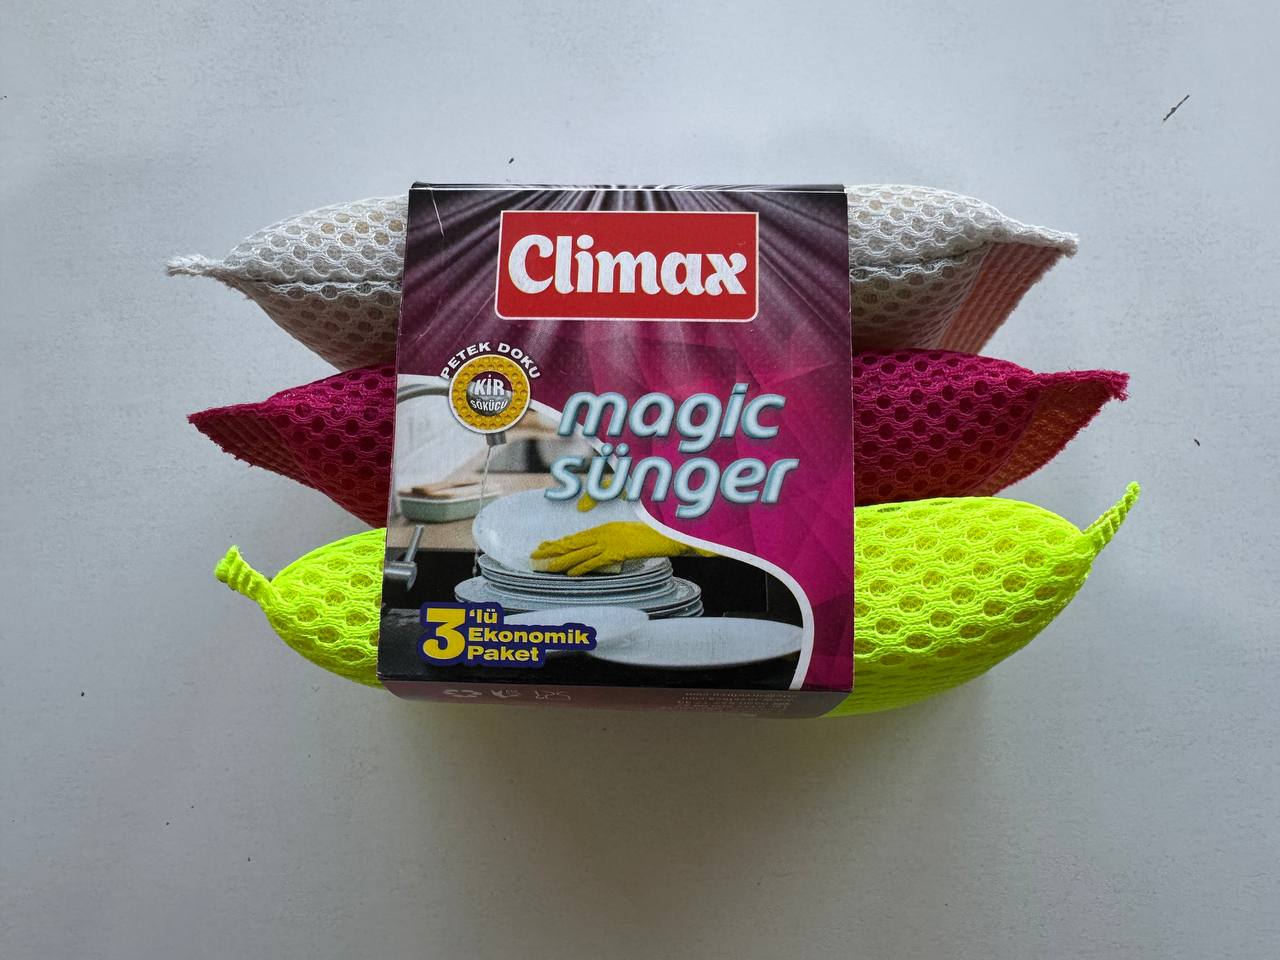 Climax
PETEK DOKU
KİR
SÖKÜCÜ
magic
sünger
3'lü
Ekonomik
Paket